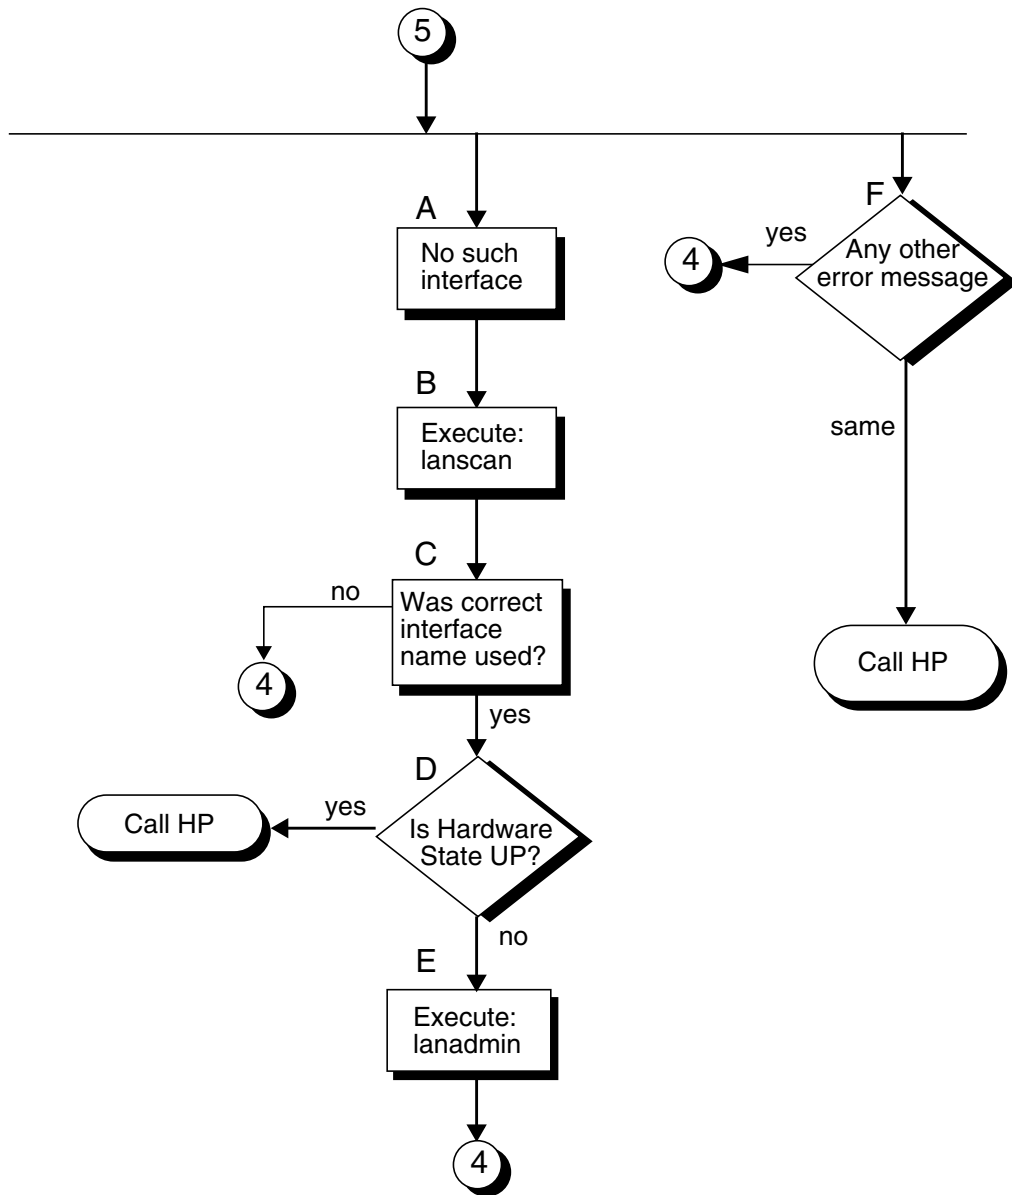 5
A
No such
interface
B
Execute:
lanscan
C
Was correct
interface
name used?
no
4
yes
D
Is Hardware
State UP?
yes
Call HP
no
E
Execute:
lanadmin
4
F
Any other
error message
yes
4
same
Call HP